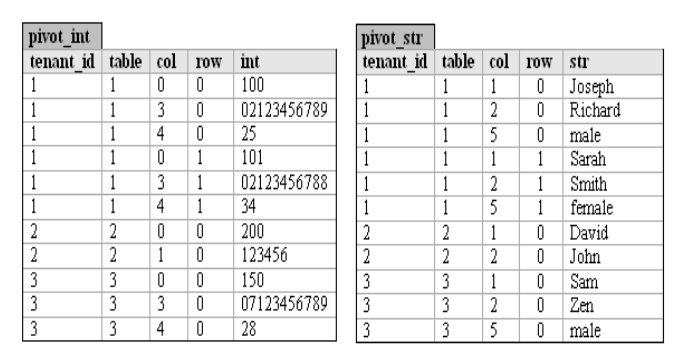 pivot_int
tenant_id table col row int
1 1 0 0 100
1 1 3 0 02123456789
1 1 4 0 25
1 1 0 1 101
1 1 3 1 02123456788
1 1 4 1 34
2 2 0 0 200
2 2 1 0 123456
3 3 0 0 150
3 3 3 0 07123456789
3 3 4 0 28
pivot_str
tenant_id table col row str
1 1 1 0 Joseph
1 1 2 0 Richard
1 1 5 0 male
1 1 1 1 Sarah
1 1 2 1 Smith
1 1 5 1 female
2 2 1 0 David
2 2 2 0 John
3 3 1 0 Sam
3 3 2 0 Zen
3 3 5 0 male